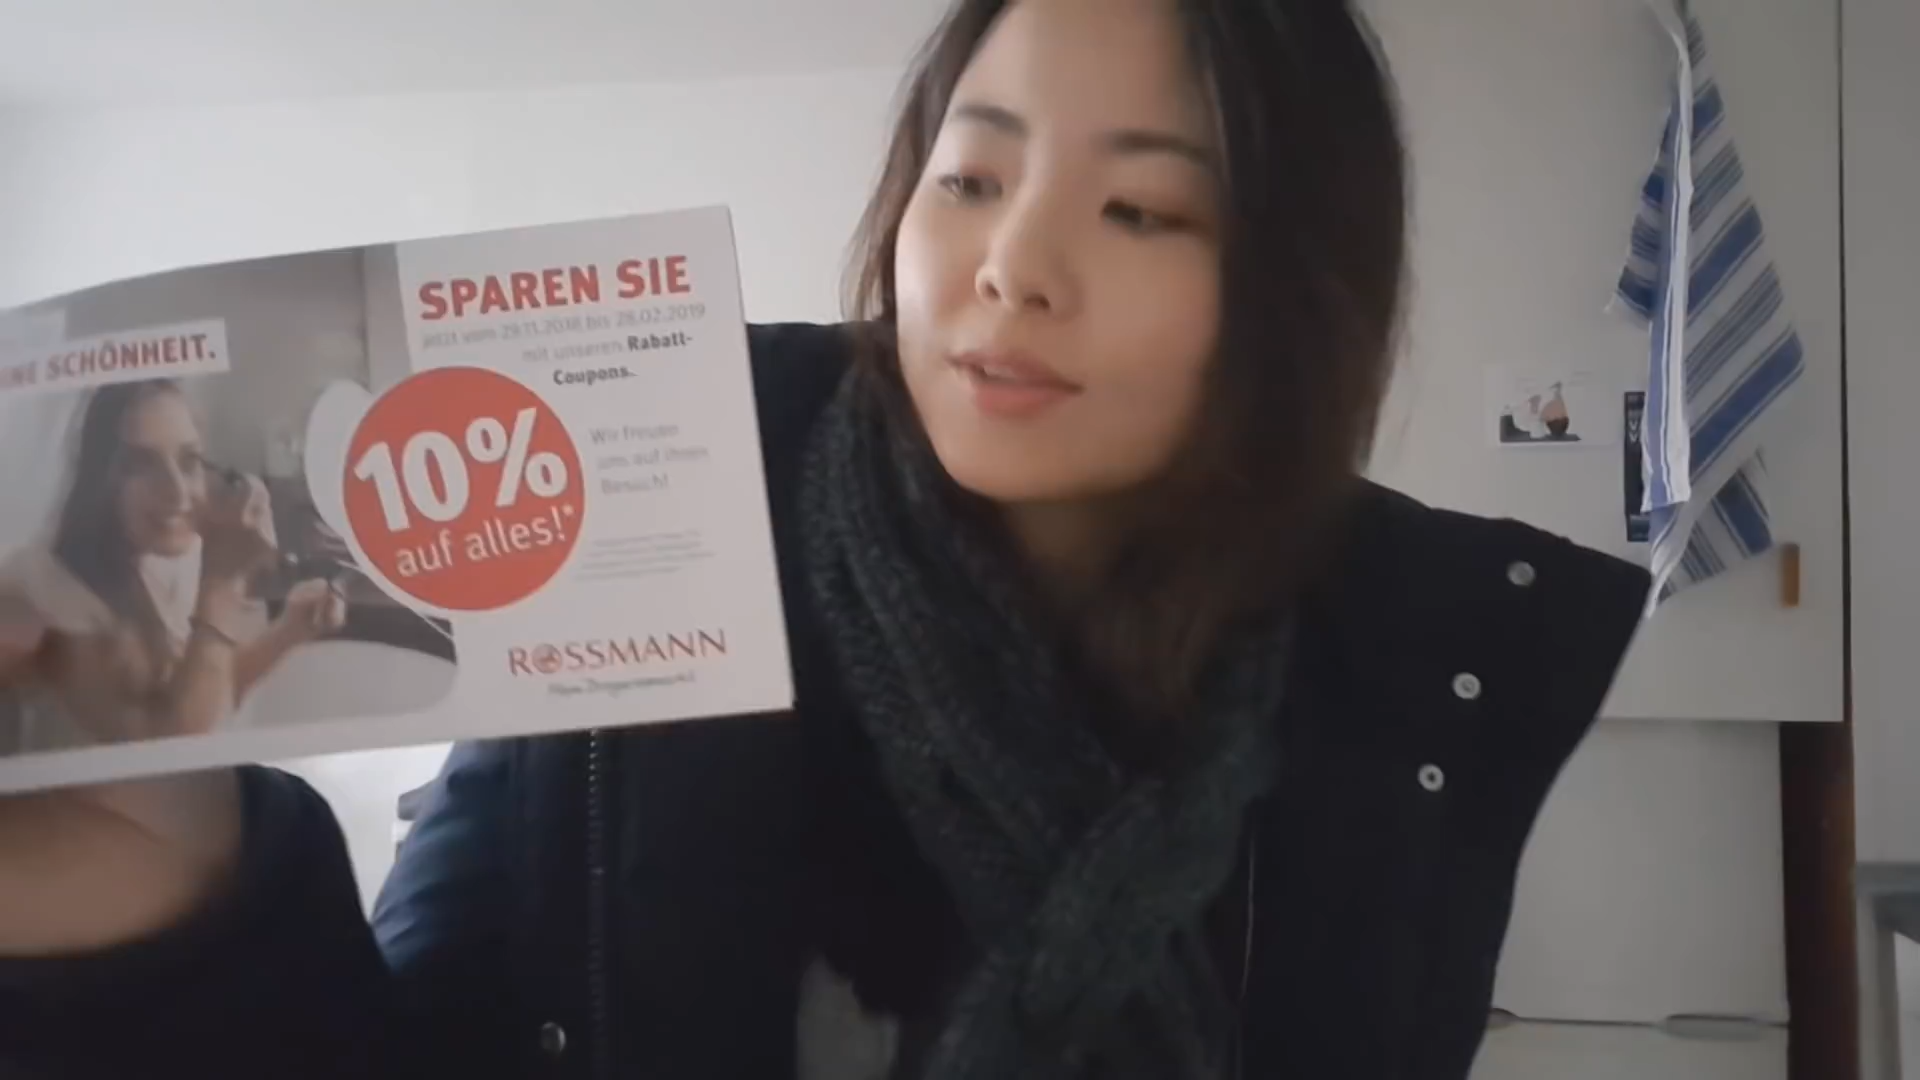 SCHÖNHEIT.
SPAREN SIE
Jetzt vom 29.11.2018 bis 28.02.2019
mit unseren Rabatt-
Coupons.
10%
auf alles!*
Wir freuen
uns auf Ihren
Besuch!
ROSSMANN